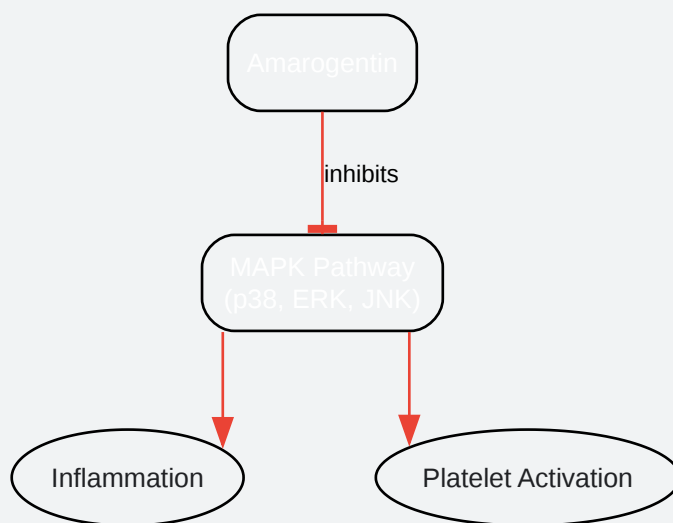 Amarogentin
inhibits
MAPK Pathway
(p38, ERK, JNK)
Inflammation
Platelet Activation